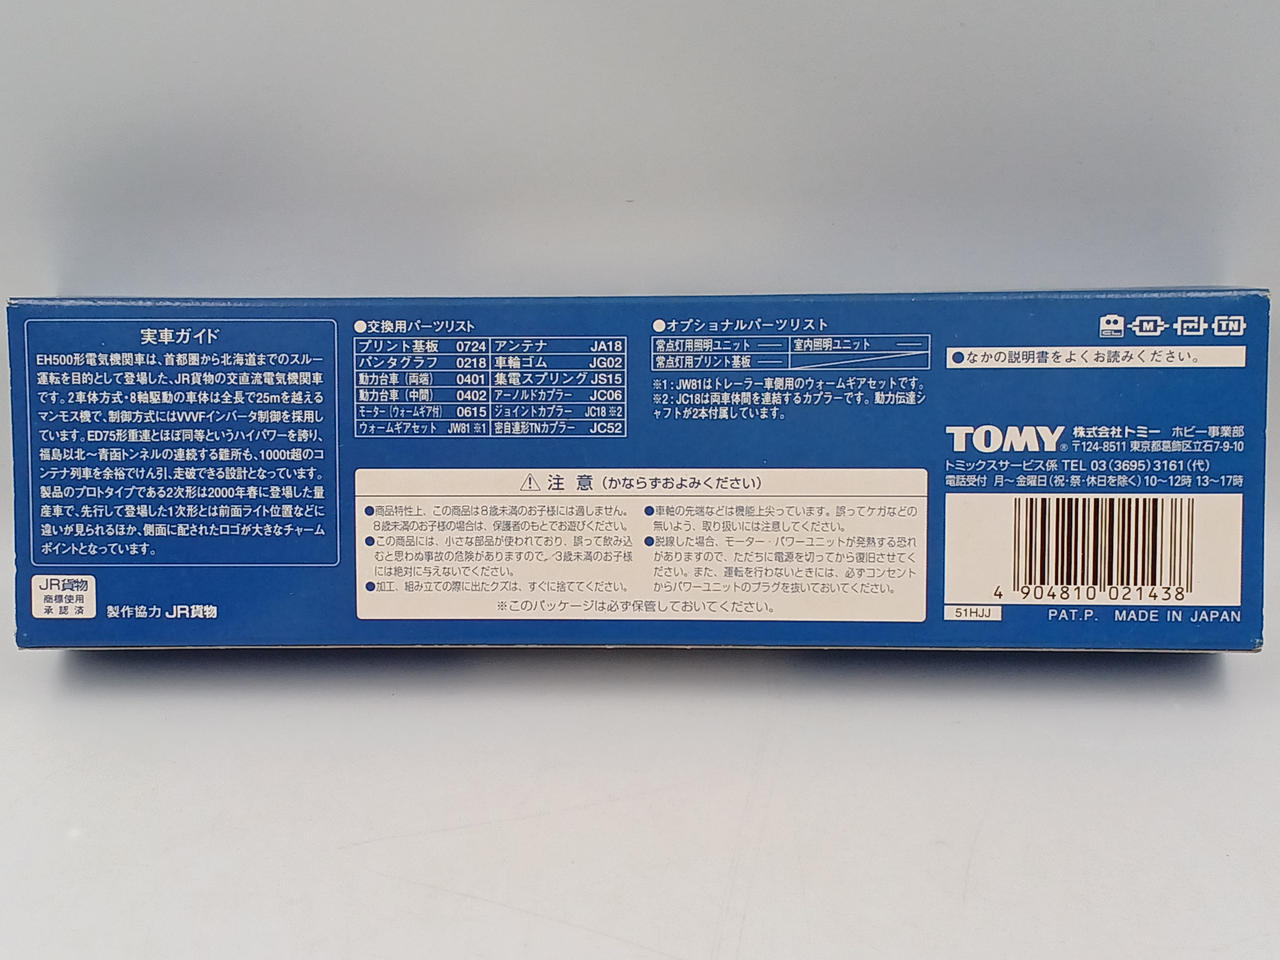 実車ガイド
EH500形電気機関車は、首都圏から北海道までのスルー
運転を目的として登場した、JR貨物の交直流電気機関車
です。2車体方式・8軸駆動の車体は全長で25mを越える
マンモス機で、制御方式にはVVVFインバータ制御を採用し
ています。ED75形重連とほぼ同等というハイパワーを誇り、
福島以北〜青函トンネルの連続する難所も、1000t超のコ
ンテナ列車を余裕でけん引、走破できる設計となっています。
製品のプロトタイプである2次形は2000年春に登場した量
産車で、先行して登場した1次形とは前面ライト位置などに
違いが見られるほか、側面に配されたロゴが大きなチャーム
ポイントとなっています。
JR貨物
商標使用
承認済
製作協力 JR貨物
●交換用パーツリスト
プリント基板 0724 アンテナ JA18
パンタグラフ 0218 車輪ゴム JG02
動力台車(両端) 0401 集電スプリング JS15
動力台車(中間) 0402 アーノルドカプラー JC06
モーター(ウォームギア付) 0615 ジョイントカプラー JC18 ※2
ウォームギアセット JW81 ※1 密自連形TNカプラー JC52
●オプショナルパーツリスト
常点灯用照明ユニット ── 室内照明ユニット ──
常点灯用プリント基板 ──
※1:JW81はトレーラー車側用のウォームギアセットです。
※2:JC18は両車体間を連結するカプラーです。動力伝達シ
ャフトが2本付属しています。
⚠注 意(かならずおよみください)
●商品特性上、この商品は8歳未満のお子様には適しません。
8歳未満のお子様の場合は、保護者のもとでお遊びください。
●この商品には、小さな部品が使われており、誤って飲み込
むと思わぬ事故の危険がありますので、3歳未満のお子様
には絶対に与えないでください。
●加工、組み立ての際に出たクズは、すぐに捨ててください。
●車輪の先端などは機能上尖っています。誤ってケガなどの
無いよう、取り扱いには注意してください。
●脱線した場合、モーター・パワーユニットが発熱する恐れ
がありますので、ただちに電源を切ってから復旧させてく
ださい。また、運転を行わないときには、必ずコンセント
からパワーユニットのプラグを抜いておいてください。
※このパッケージは必ず保管しておいてください。
EL M TN
●なかの説明書をよくお読みください。
TOMY® 株式会社トミー ホビー事業部
〒124-8511 東京都葛飾区立石7-9-10
トミックスサービス係 TEL 03(3695)3161(代)
電話受付 月〜金曜日(祝・祭・休日を除く)10〜12時 13〜17時
4 904810 021438
51HJJ PAT.P. MADE IN JAPAN